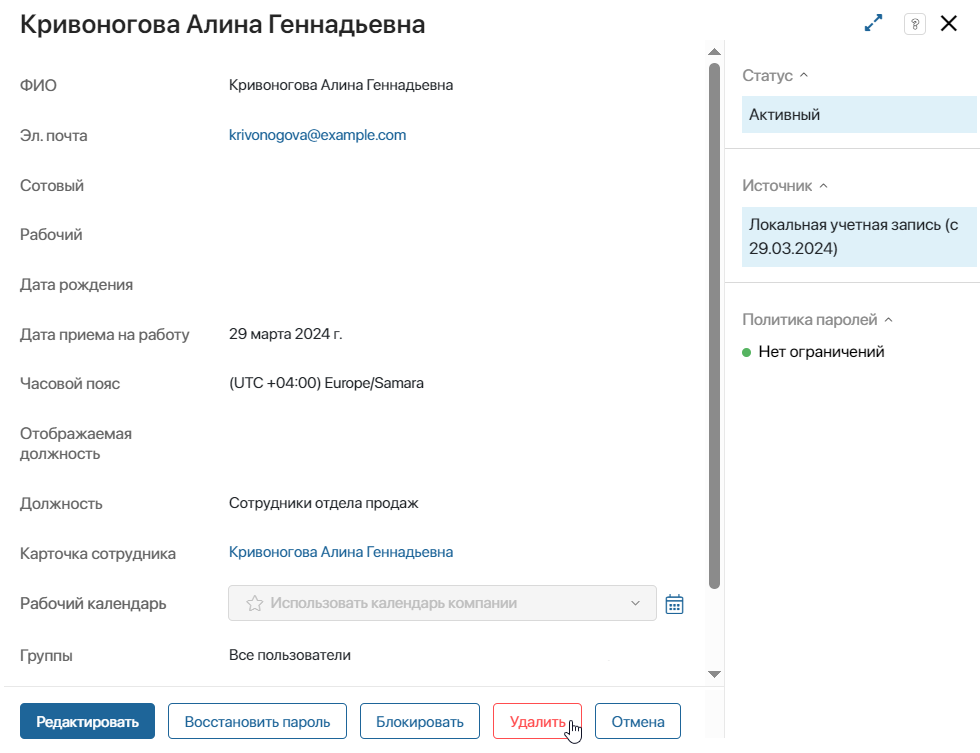 Кривоногова Алина Геннадьевна
?
ФИО Кривоногова Алина Геннадьевна
Эл. почта krivonogova@example.com
Сотовый
Рабочий
Дата рождения
Дата приема на работу 29 марта 2024 г.
Часовой пояс (UTC +04:00) Europe/Samara
Отображаемая
должность
Должность Сотрудники отдела продаж
Карточка сотрудника Кривоногова Алина Геннадьевна
Рабочий календарь Использовать календарь компании
Группы Все пользователи
Редактировать Восстановить пароль Блокировать Удалить Отмена
Статус
Активный
Источник
Локальная учетная запись (с
29.03.2024)
Политика паролей
Нет ограничений